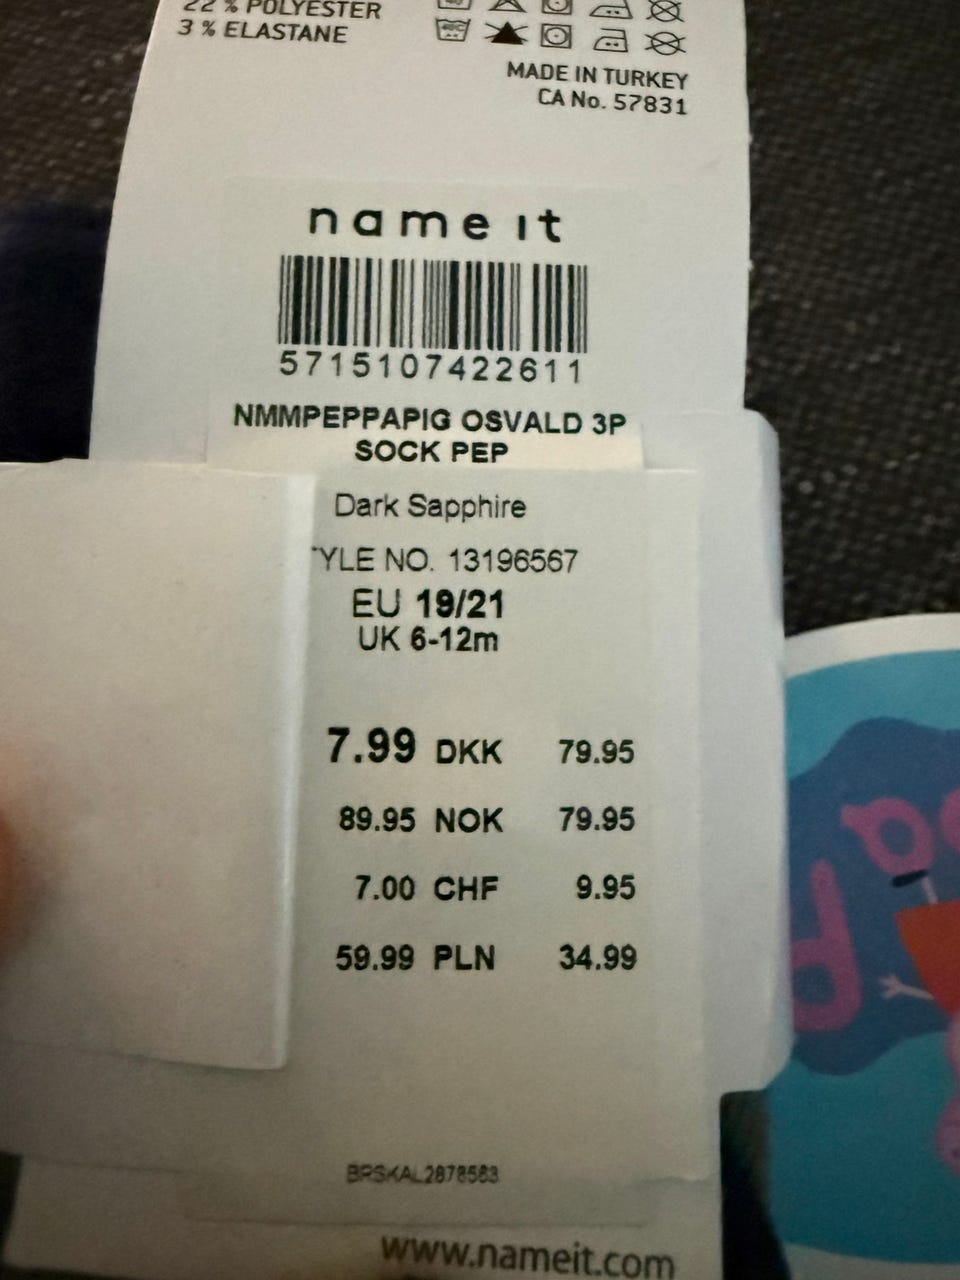 22 % POLYESTER
3 % ELASTANE
MADE IN TURKEY
CA No. 57831
name it
5715107422611
NMMPEPPAPIG OSVALD 3P
SOCK PEP
Dark Sapphire
YLE NO. 13196567
EU 19/21
UK 6-12m
7.99 DKK 79.95
89.95 NOK 79.95
7.00 CHF 9.95
59.99 PLN 34.99
BRSKAL2878583
www.nameit.com